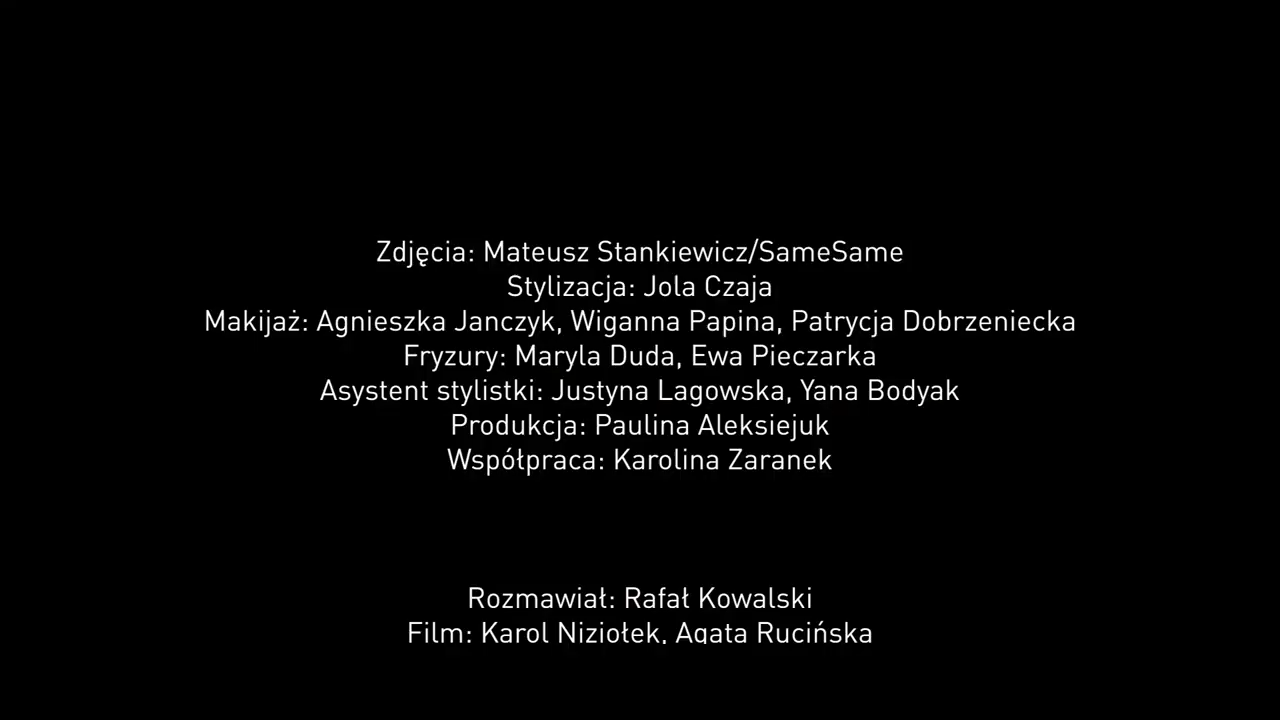 Zdjęcia: Mateusz Stankiewicz/SameSame
Stylizacja: Jola Czaja
Makijaż: Agnieszka Janczyk, Wiganna Papina, Patrycja Dobrzeniecka
Fryzury: Maryla Duda, Ewa Pieczarka
Asystent stylistki: Justyna Lagowska, Yana Bodyak
Produkcja: Paulina Aleksiejuk
Współpraca: Karolina Zaranek
Rozmawiał: Rafał Kowalski
Film: Karol Niziołek, Agata Rucińska